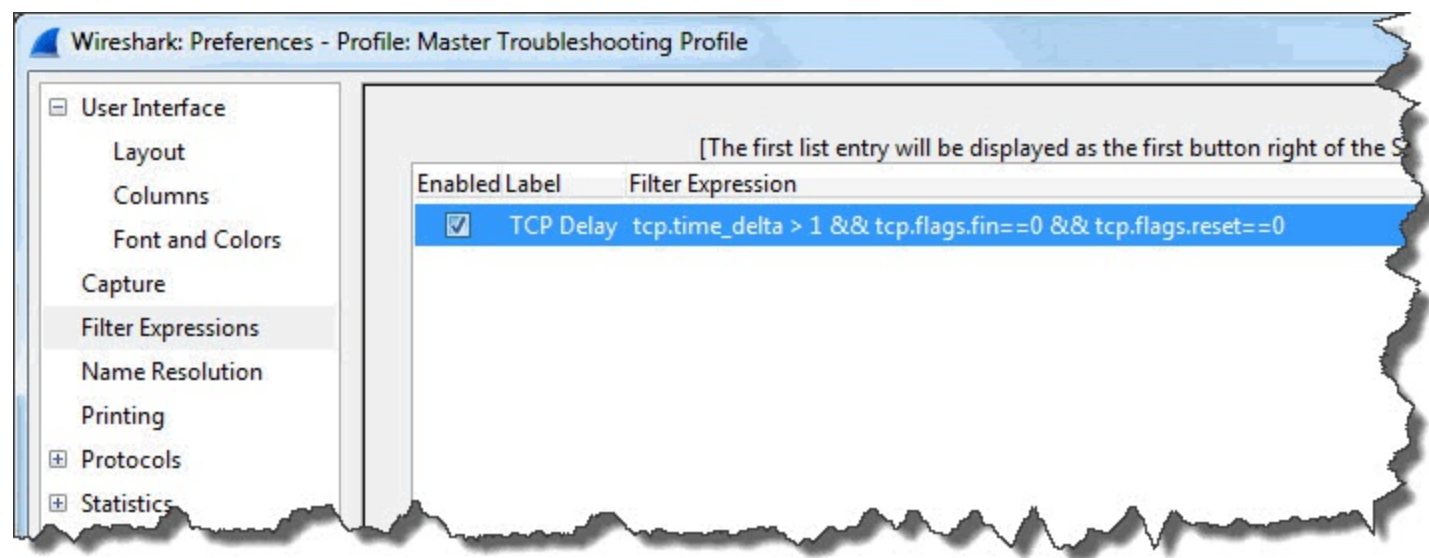 Wireshark: Preferences - Profile: Master Troubleshooting Profile
User Interface
Layout
Columns
Font and Colors
Capture
Filter Expressions
Name Resolution
Printing
Protocols
Statistics
[The first list entry will be displayed as the first button right of the
Enabled Label Filter Expression
TCP Delay tcp.time_delta > 1 && tcp.flags.fin==0 && tcp.flags.reset==0